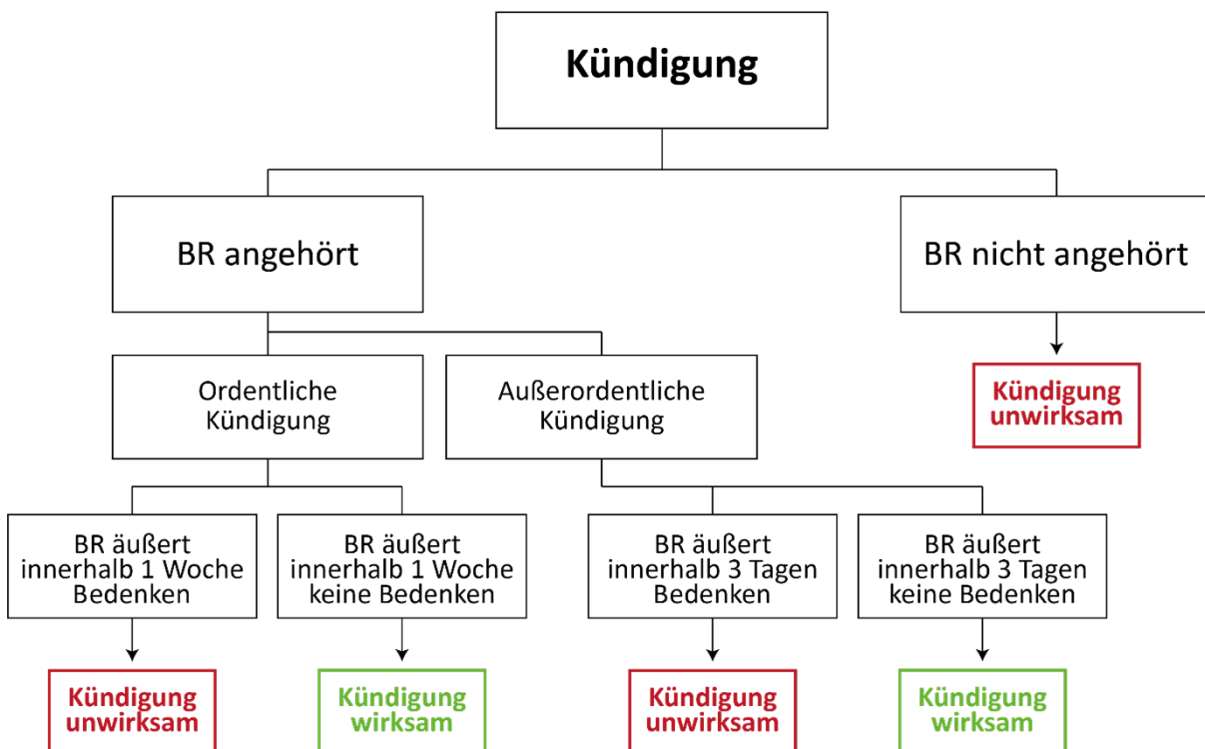 Kündigung
BR angehört
BR nicht angehört
Ordentliche
Kündigung
Außerordentliche
Kündigung
Kündigung
unwirksam
BR äußert
innerhalb 1 Woche
Bedenken
BR äußert
innerhalb 1 Woche
keine Bedenken
BR äußert
innerhalb 3 Tagen
Bedenken
BR äußert
innerhalb 3 Tagen
keine Bedenken
Kündigung
unwirksam
Kündigung
wirksam
Kündigung
unwirksam
Kündigung
wirksam